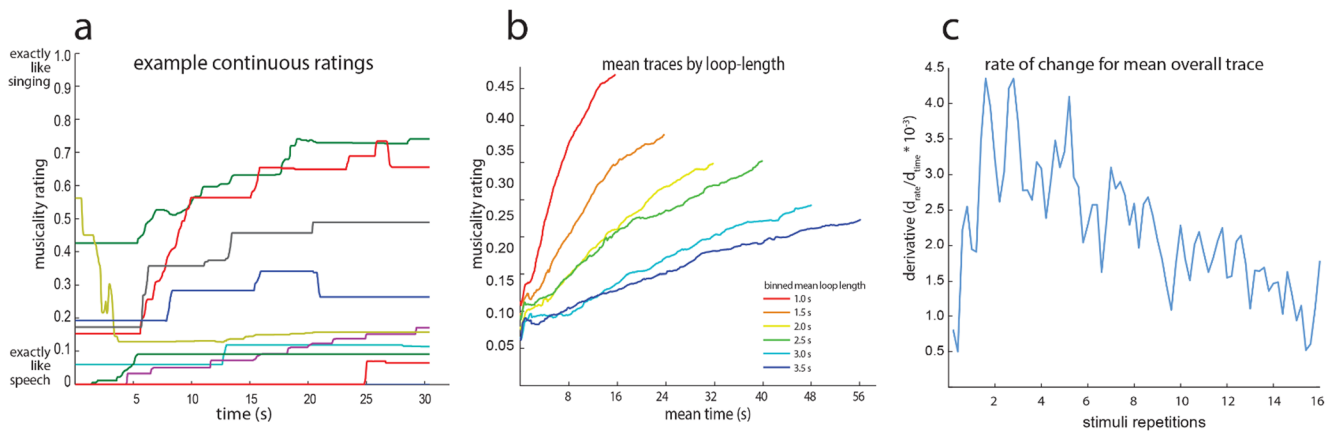 a
example continuous ratings
exactly
like
singing
1.0
0.9
0.8
0.7
0.6
0.5
0.4
0.3
0.2
0.1
0
exactly
like
speech
musicality rating
5
10
15
20
25
30
time (s)
b
mean traces by loop-length
0.45
0.40
0.35
0.30
0.25
0.20
0.15
0.10
0.05
musicality rating
binned mean loop length
1.0 s
1.5 s
2.0 s
2.5 s
3.0 s
3.5 s
8
16
24
32
40
48
56
mean time (s)
c
rate of change for mean overall trace
4.5
4.0
3.5
3.0
2.5
2.0
1.5
1.0
0.5
derivative (d_rate/d_time * 10^-3)
2
4
6
8
10
12
14
16
stimuli repetitions